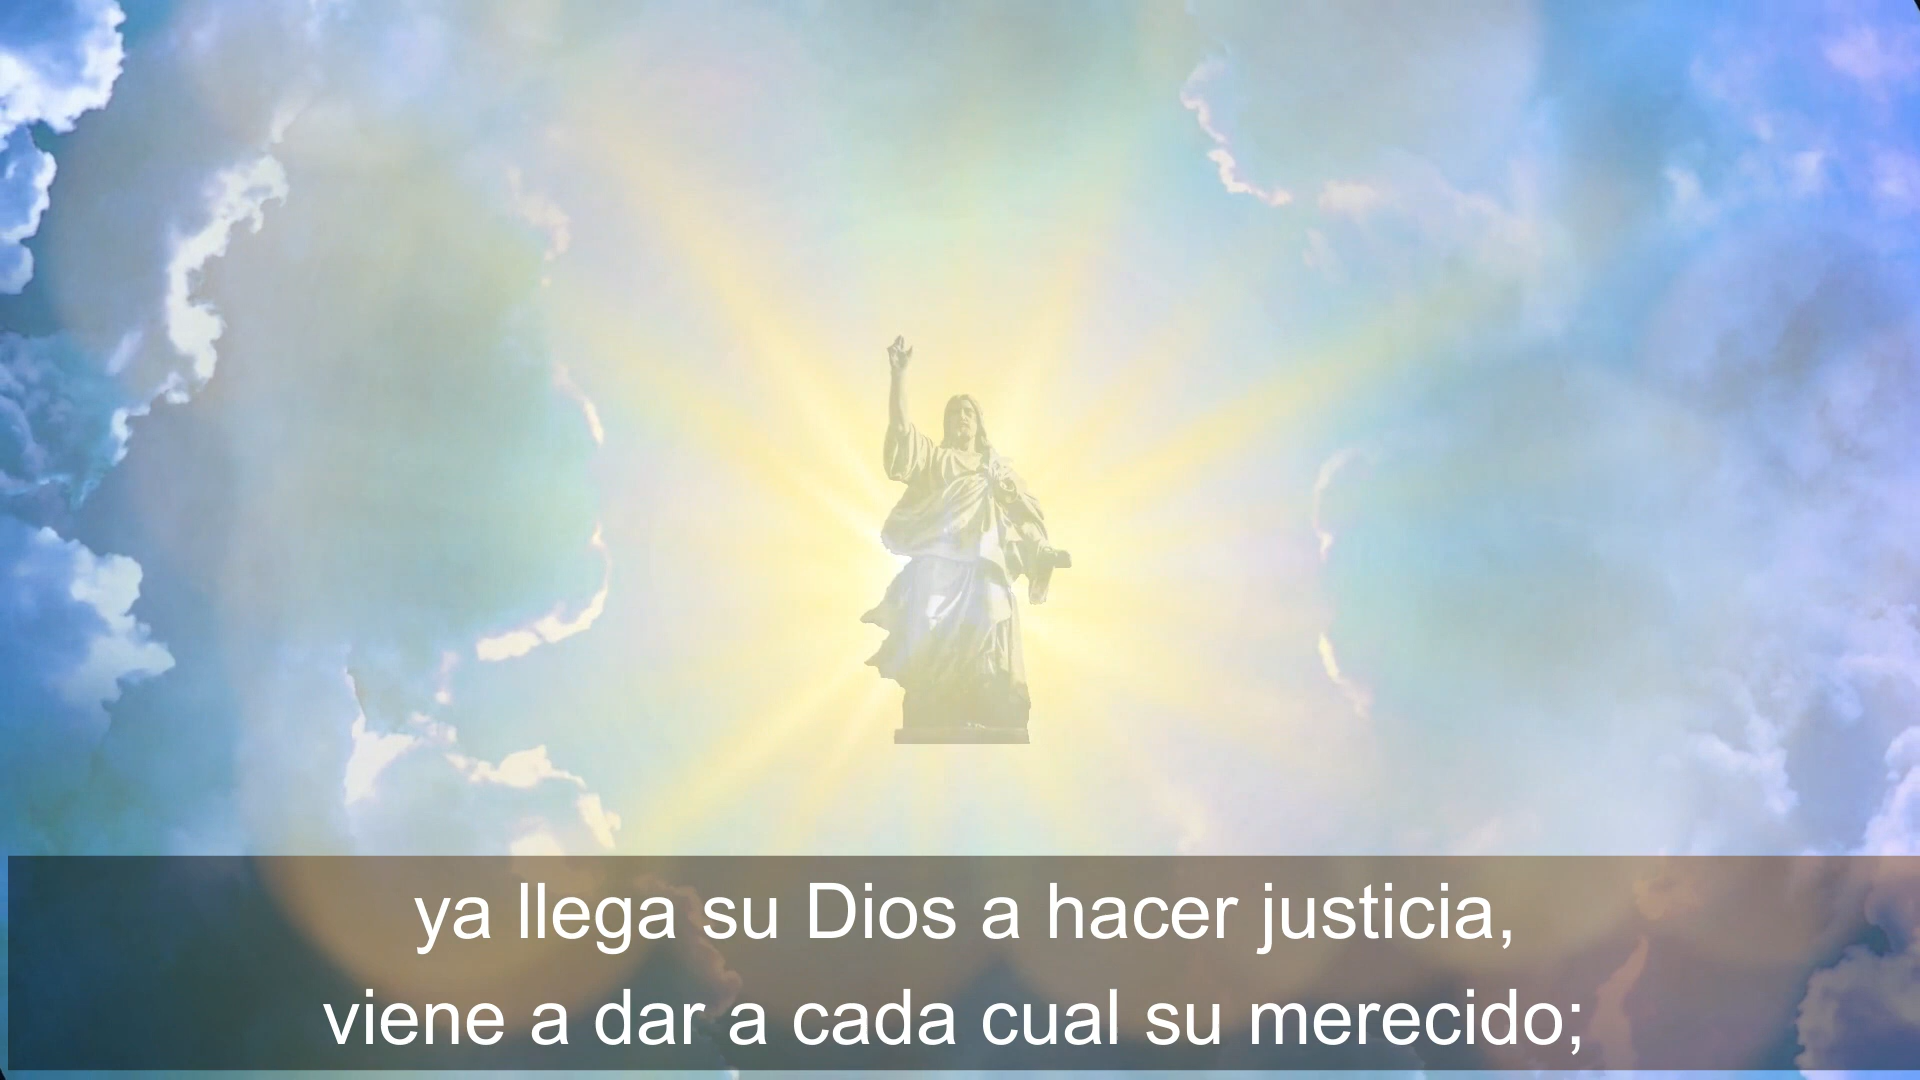 ya llega su Dios a hacer justicia,
viene a dar a cada cual su merecido;